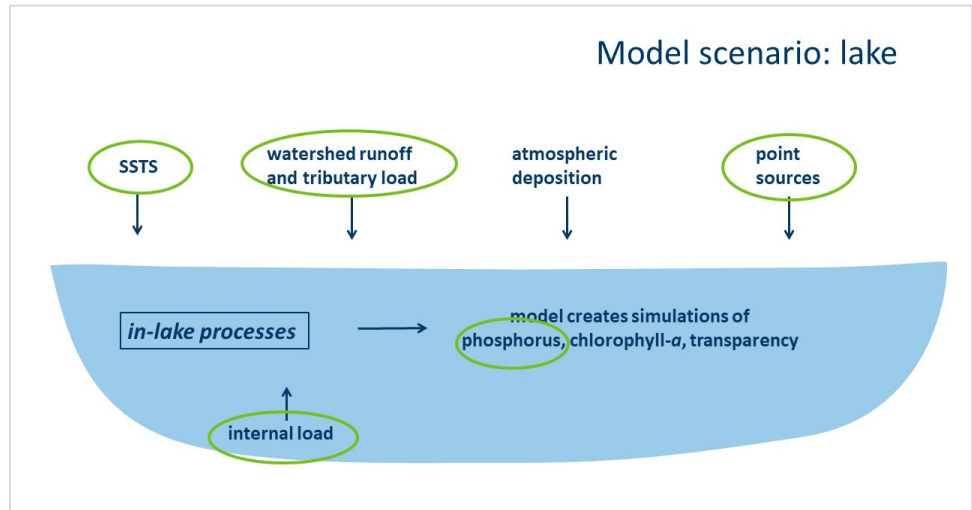 Model scenario: lake
SSTS
watershed runoff
and tributary load
atmospheric
deposition
point
sources
in-lake processes
model creates simulations of
phosphorus, chlorophyll-a, transparency
internal load